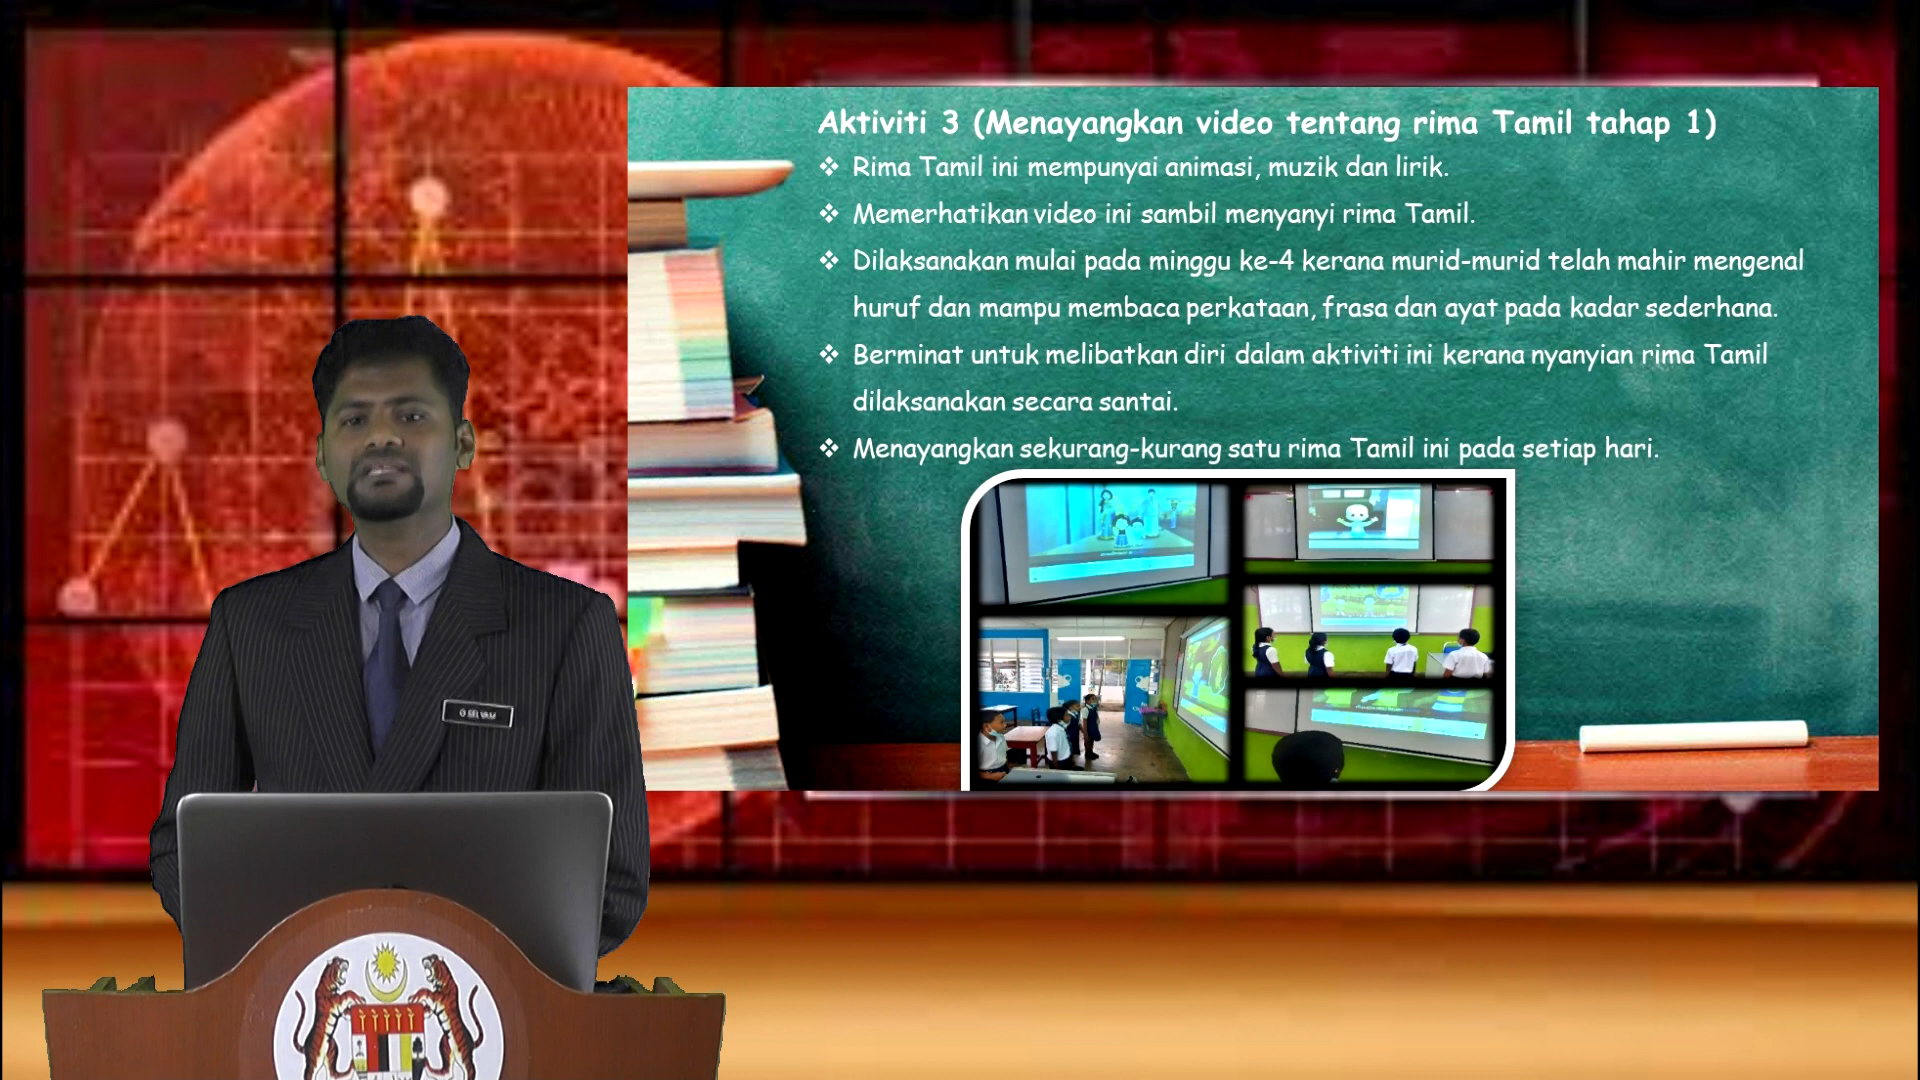 Aktiviti 3 (Menayangkan video tentang rima Tamil tahap 1)
❖ Rima Tamil ini mempunyai animasi, muzik dan lirik.
❖ Memerhatikan video ini sambil menyanyi rima Tamil.
❖ Dilaksanakan mulai pada minggu ke-4 kerana murid-murid telah mahir mengenal
huruf dan mampu membaca perkataan, frasa dan ayat pada kadar sederhana.
❖ Berminat untuk melibatkan diri dalam aktiviti ini kerana nyanyian rima Tamil
dilaksanakan secara santai.
❖ Menayangkan sekurang-kurang satu rima Tamil ini pada setiap hari.